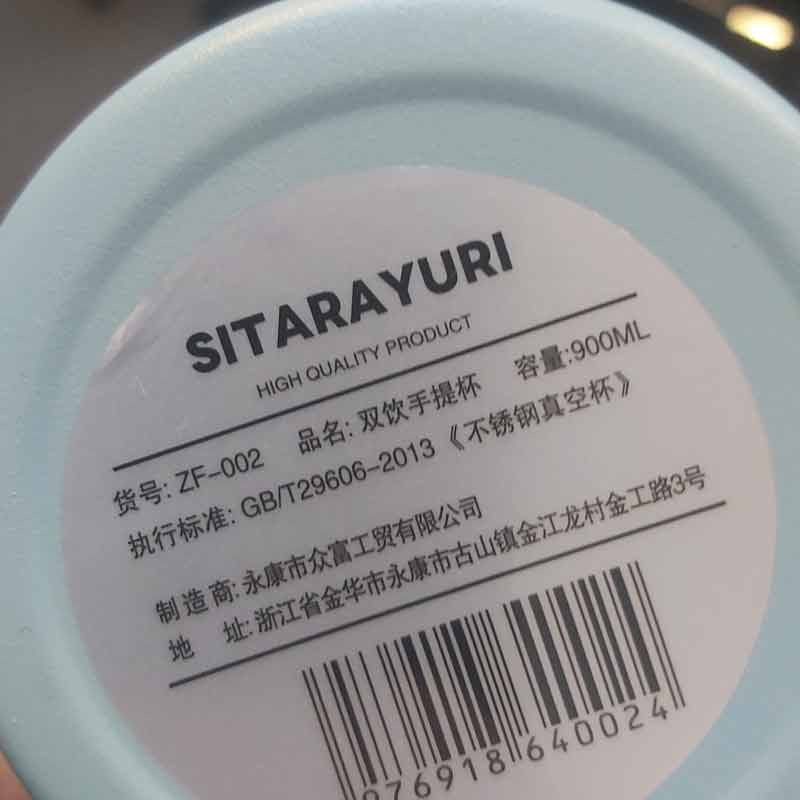 SITARAYURI
HIGH QUALITY PRODUCT
货号: ZF-002 品名: 双饮手提杯 容量:900ML
执行标准: GB/T29606-2013《不锈钢真空杯》
制造商: 永康市众富工贸有限公司
地 址: 浙江省金华市永康市古山镇金江龙村金工路3号
976918 640024